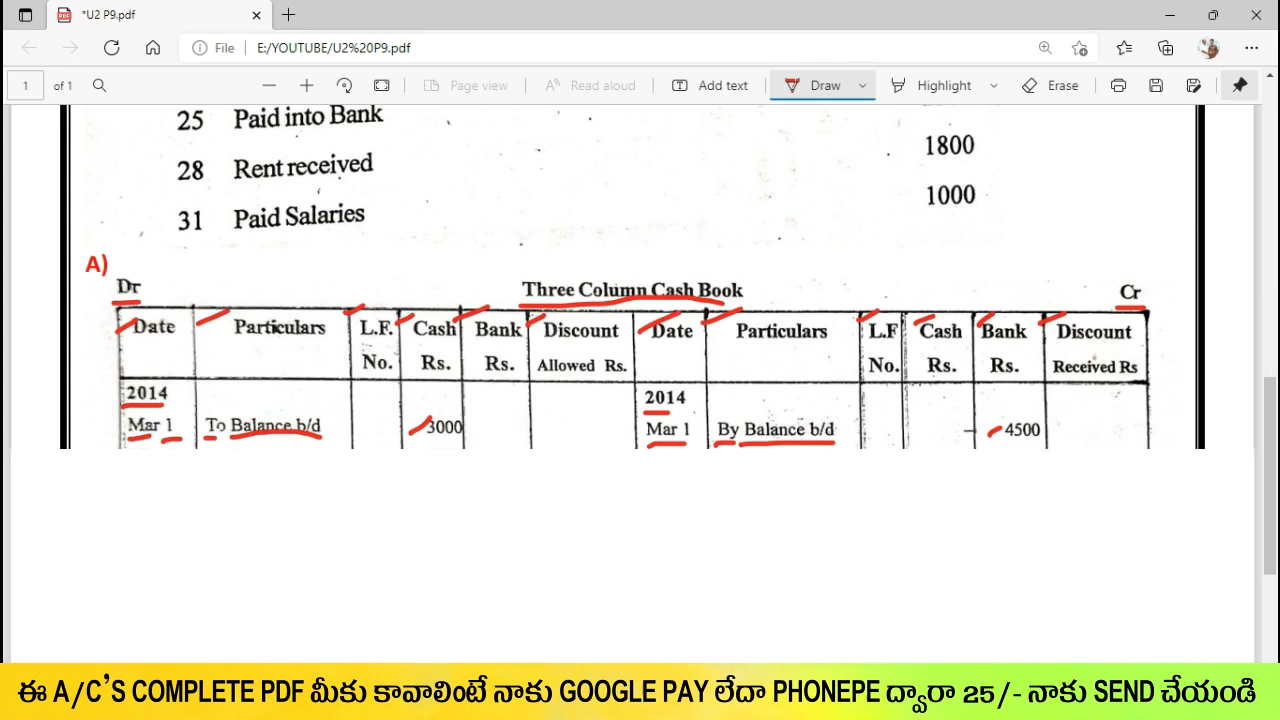 *U2 P9.pdf
File E:/YOUTUBE/U2%20P9.pdf
1 of 1 Page view Read aloud Add text Draw Highlight Erase
25 Paid into Bank
1800
28 Rent received
1000
31 Paid Salaries
A)
Dr Three Column Cash Book Cr
Date Particulars L.F. Cash Bank Discount Date Particulars L.F Cash Bank Discount
No. Rs. Rs. Allowed Rs. No. Rs. Rs. Received Rs
2014 2014
Mar 1 To Balance b/d 3000 Mar 1 By Balance b/d – 4500
ఈ A/C'S COMPLETE PDF మీకు కావాలింటే నాకు GOOGLE PAY లేదా PHONEPE ద్వారా 25/- నాకు SEND చేయండి